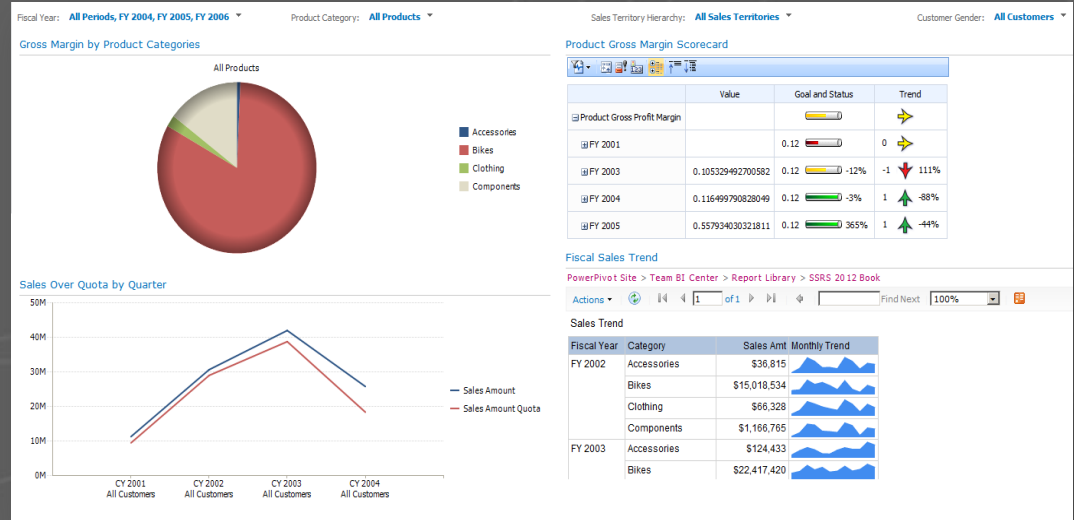 Fiscal Year: All Periods, FY 2004, FY 2005, FY 2006 Product Category: All Products Sales Territory Hierarchy: All Sales Territories Customer Gender: All Customers
Gross Margin by Product Categories
All Products
Accessories
Bikes
Clothing
Components
Product Gross Margin Scorecard
Value Goal and Status Trend
Product Gross Profit Margin
FY 2001 0.12 0
FY 2003 0.105329492700582 0.12 -12% -1 111%
FY 2004 0.116499790828049 0.12 -3% 1 -88%
FY 2005 0.557934030321811 0.12 365% 1 -44%
Sales Over Quota by Quarter
50M
40M
30M
20M
10M
0M
CY 2001 CY 2002 CY 2003 CY 2004
All Customers All Customers All Customers All Customers
Sales Amount
Sales Amount Quota
Fiscal Sales Trend
PowerPivot Site > Team BI Center > Report Library > SSRS 2012 Book
Actions 1 of 1 Find Next 100%
Sales Trend
Fiscal Year Category Sales Amt Monthly Trend
FY 2002 Accessories $36,815
Bikes $15,018,534
Clothing $66,328
Components $1,166,765
FY 2003 Accessories $124,433
Bikes $22,417,420